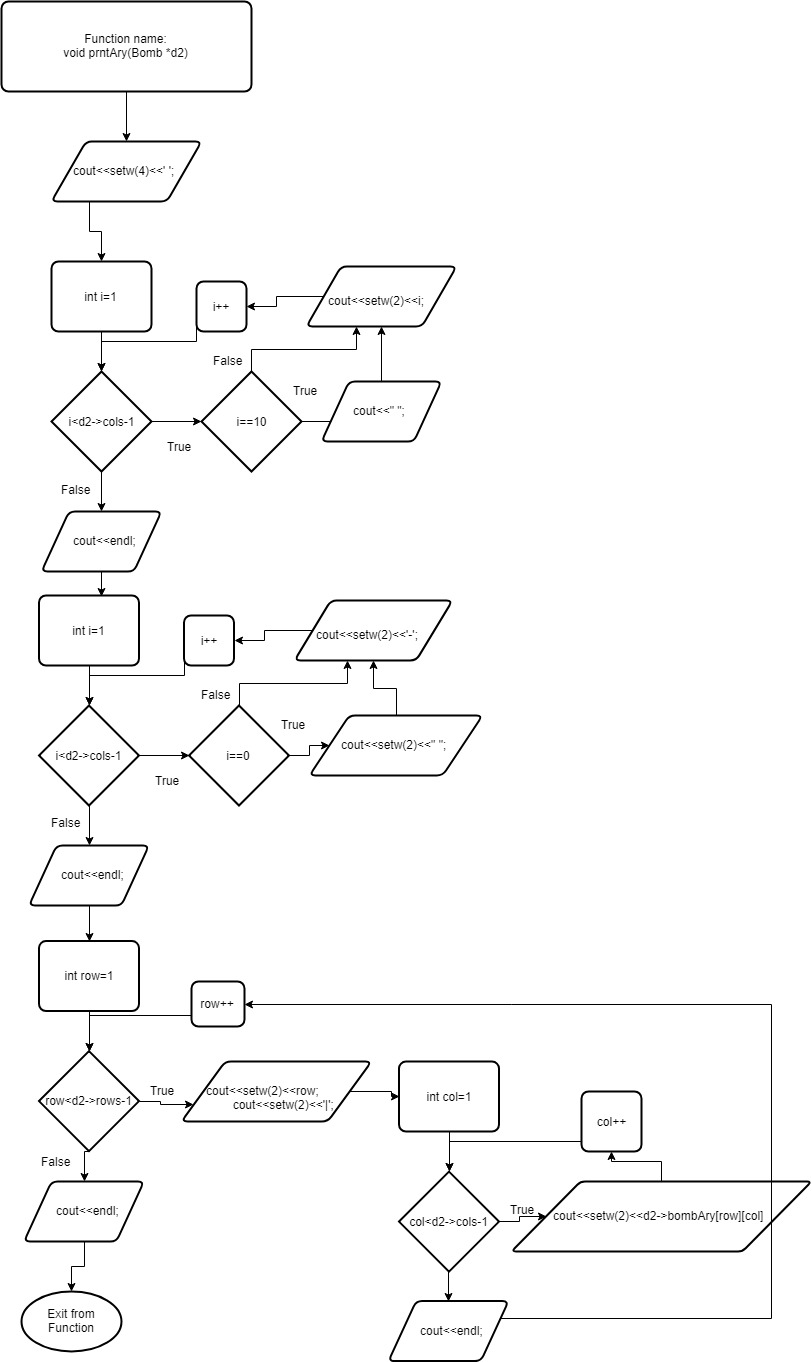 Function name:
void prntAry(Bomb *d2)
cout<<setw(4)<<' ';
int i=1
i++
cout<<setw(2)<<i;
False
True
i<d2->cols-1
i==10
cout<<" ";
True
False
cout<<endl;
int i=1
i++
cout<<setw(2)<<'-';
False
True
i<d2->cols-1
i==0
cout<<setw(2)<<" ";
True
False
cout<<endl;
int row=1
row++
row<d2->rows-1
True
cout<<setw(2)<<row;
cout<<setw(2)<<'|';
int col=1
col++
False
cout<<endl;
col<d2->cols-1
True
cout<<setw(2)<<d2->bombAry[row][col]
Exit from
Function
cout<<endl;